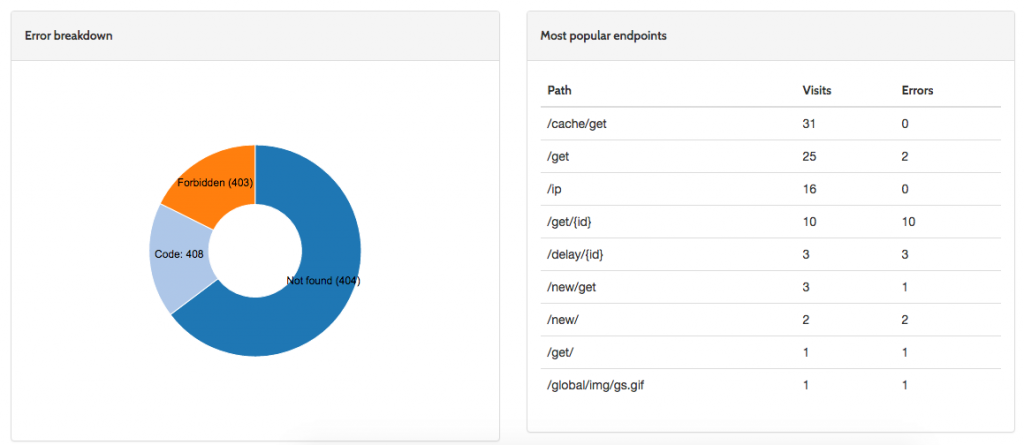 Error breakdown
Forbidden (403)
Code: 408
Not found (404)
Most popular endpoints
Path Visits Errors
/cache/get 31 0
/get 25 2
/ip 16 0
/get/{id} 10 10
/delay/{id} 3 3
/new/get 3 1
/new/ 2 2
/get/ 1 1
/global/img/gs.gif 1 1